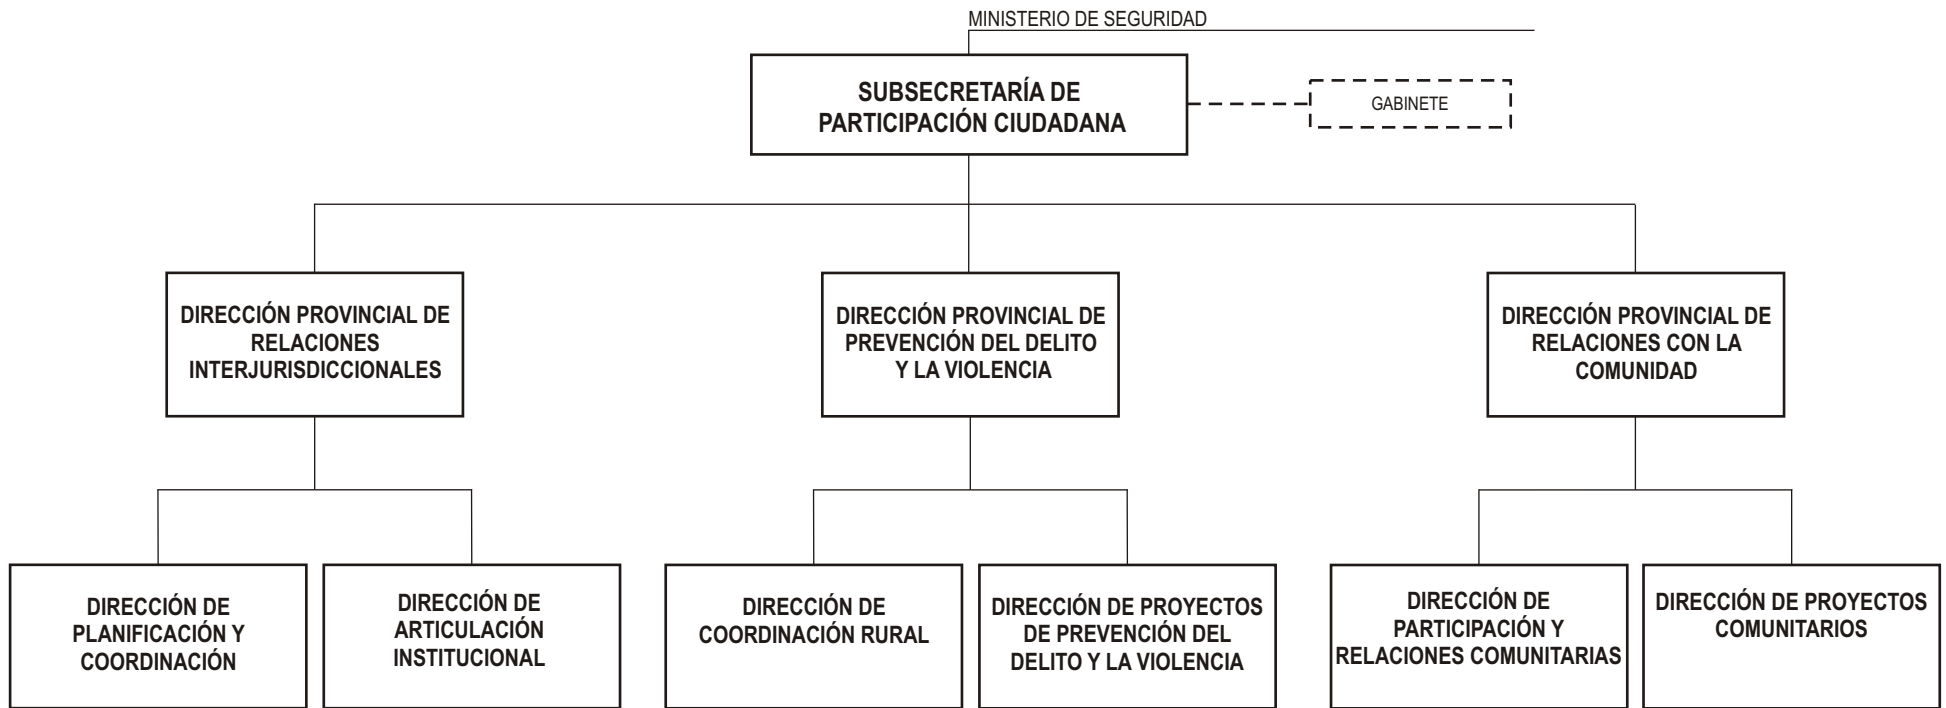 MINISTERIO DE SEGURIDAD
SUBSECRETARÍA DE
PARTICIPACIÓN CIUDADANA
GABINETE
DIRECCIÓN PROVINCIAL DE
RELACIONES
INTERJURISDICCIONALES
DIRECCIÓN PROVINCIAL DE
PREVENCIÓN DEL DELITO
Y LA VIOLENCIA
DIRECCIÓN PROVINCIAL DE
RELACIONES CON LA
COMUNIDAD
DIRECCIÓN DE
PLANIFICACIÓN Y
COORDINACIÓN
DIRECCIÓN DE
ARTICULACIÓN
INSTITUCIONAL
DIRECCIÓN DE
COORDINACIÓN RURAL
DIRECCIÓN DE PROYECTOS
DE PREVENCIÓN DEL
DELITO Y LA VIOLENCIA
DIRECCIÓN DE
PARTICIPACIÓN Y
RELACIONES COMUNITARIAS
DIRECCIÓN DE PROYECTOS
COMUNITARIOS